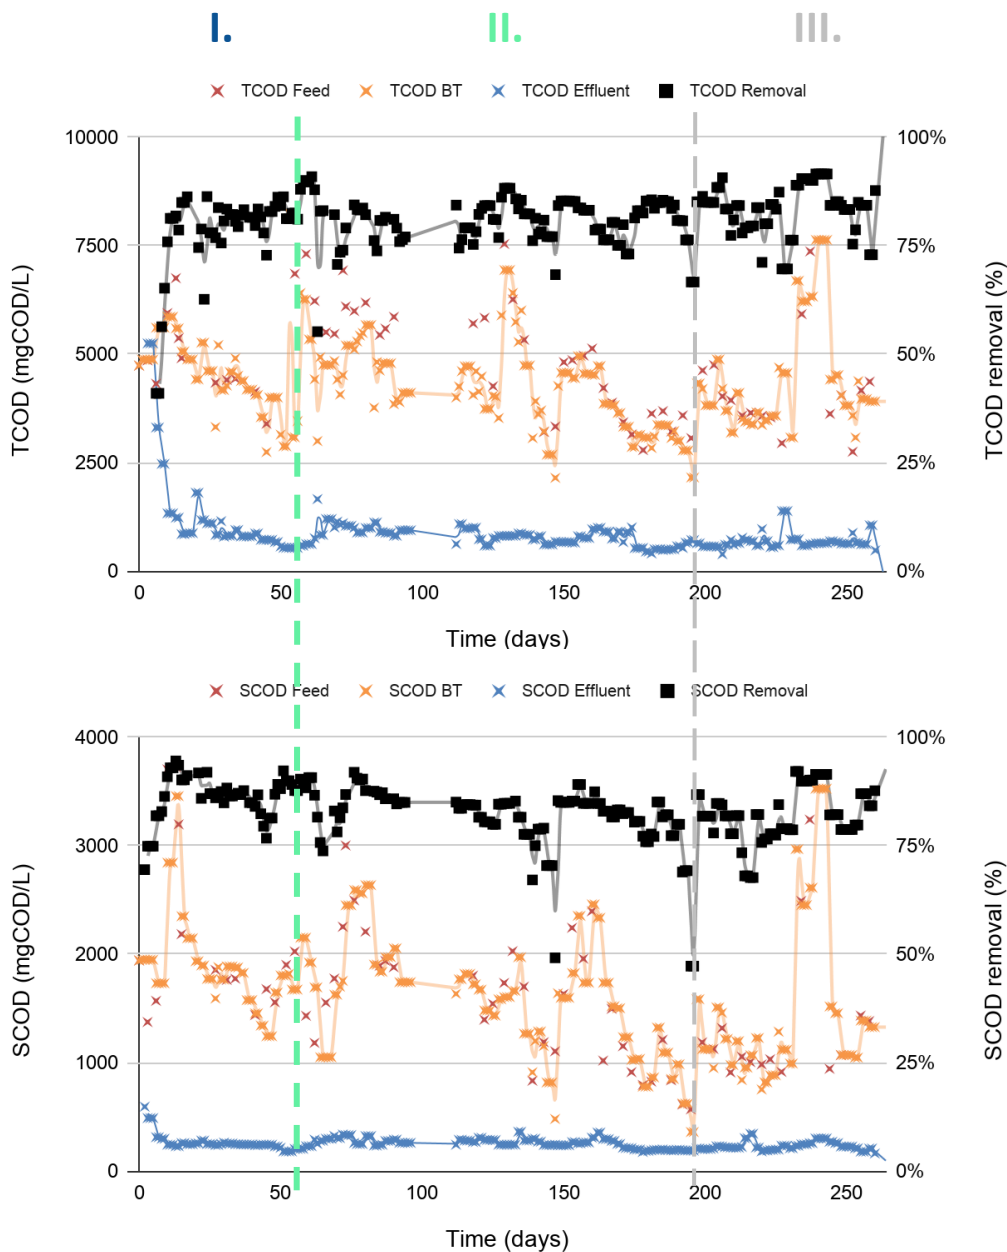 I. II. III.
TCOD Feed TCOD BT TCOD Effluent TCOD Removal
10000 100%
7500 75%
5000 50%
2500 25%
0 0%
TCOD (mgCOD/L)
TCOD removal (%)
0 50 100 150 200 250
Time (days)
SCOD Feed SCOD BT SCOD Effluent SCOD Removal
4000 100%
3000 75%
2000 50%
1000 25%
0 0%
SCOD (mgCOD/L)
SCOD removal (%)
0 50 100 150 200 250
Time (days)